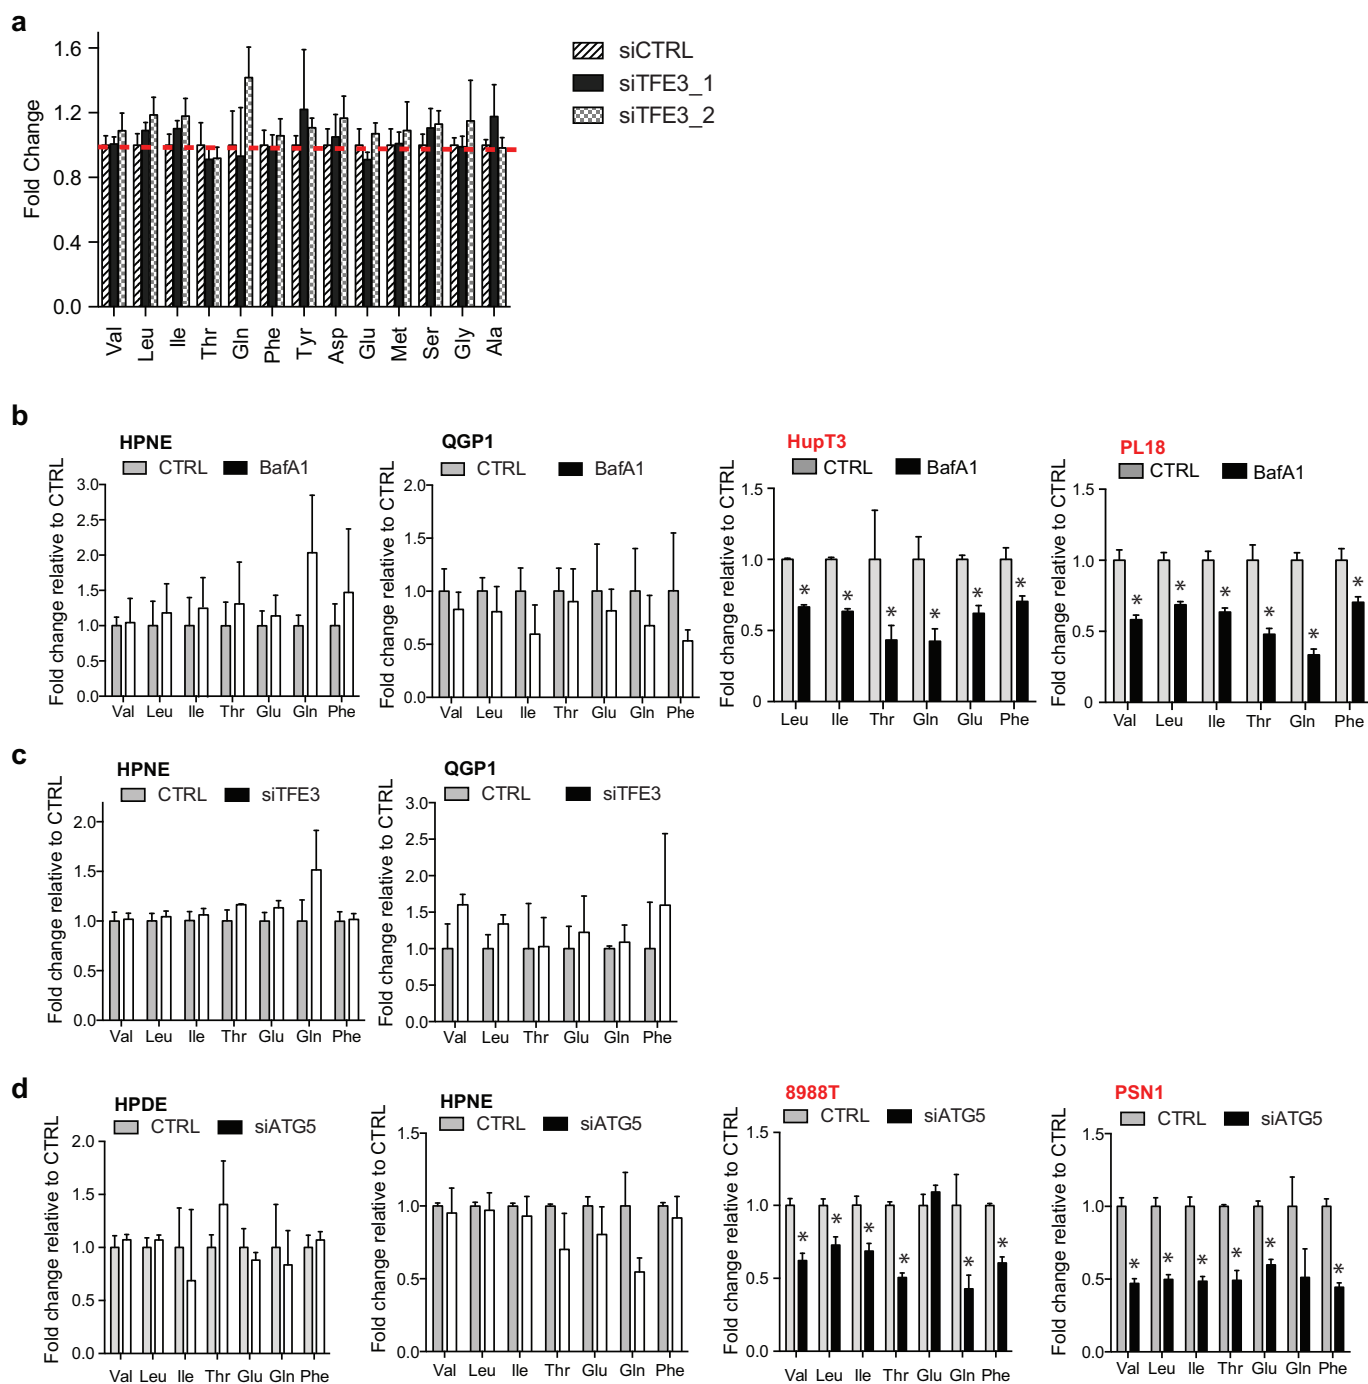 a
Fold Change
1.6
1.2
0.8
0.4
0.0
siCTRL
siTFE3_1
siTFE3_2
Val Leu Ile Thr Gln Phe Tyr Asp Glu Met Ser Gly Ala
b
HPNE
CTRL BafA1
Fold change relative to CTRL
3.0
2.5
2.0
1.5
1.0
0.5
0.0
Val Leu Ile Thr Glu Gln Phe
QGP1
CTRL BafA1
Fold change relative to CTRL
2.0
1.5
1.0
0.5
0.0
Val Leu Ile Thr Glu Gln Phe
HupT3
CTRL BafA1
Fold change relative to CTRL
1.5
1.0
0.5
0
* * * * * *
Leu Ile Thr Gln Glu Phe
PL18
CTRL BafA1
Fold change relative to CTRL
1.5
1.0
0.5
0
* * * * * *
Val Leu Ile Thr Gln Phe
c
HPNE
CTRL siTFE3
Fold change relative to CTRL
2.0
1.5
1.0
0.5
0.0
Val Leu Ile Thr Glu Gln Phe
QGP1
CTRL siTFE3
Fold change relative to CTRL
3.0
2.0
1.5
1.0
0.5
0.0
Val Leu Thr Glu Gln Phe
d
HPDE
CTRL siATG5
Fold change relative to CTRL
2.0
1.5
1.0
0.5
0.0
Val Leu Ile Thr Glu Gln Phe
HPNE
CTRL siATG5
Fold change relative to CTRL
1.5
1.0
0.5
0.0
Val Leu Ile Thr Glu Gln Phe
8988T
CTRL siATG5
Fold change relative to CTRL
1.5
1.0
0.5
0.0
* * * * * *
Val Leu Ile Thr Glu Gln Phe
PSN1
CTRL siATG5
Fold change relative to CTRL
1.5
1.0
0.5
0.0
* * * * * *
Val Leu Ile Thr Glu Gln Phe